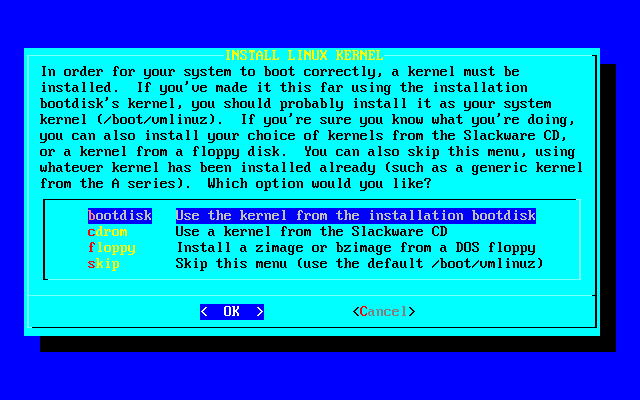 INSTALL LINUX KERNEL
In order for your system to boot correctly, a kernel must be
installed.  If you've made it this far using the installation
bootdisk's kernel, you should probably install it as your system
kernel (/boot/vmlinuz).  If you're sure you know what you're doing,
you can also install your choice of kernels from the Slackware CD,
or a kernel from a floppy disk.  You can also skip this menu, using
whatever kernel has been installed already (such as a generic kernel
from the A series).  Which option would you like?
bootdisk   Use the kernel from the installation bootdisk
cdrom      Use a kernel from the Slackware CD
floppy     Install a zimage or bzimage from a DOS floppy
skip       Skip this menu (use the default /boot/vmlinuz)
<  OK  >   <Cancel>